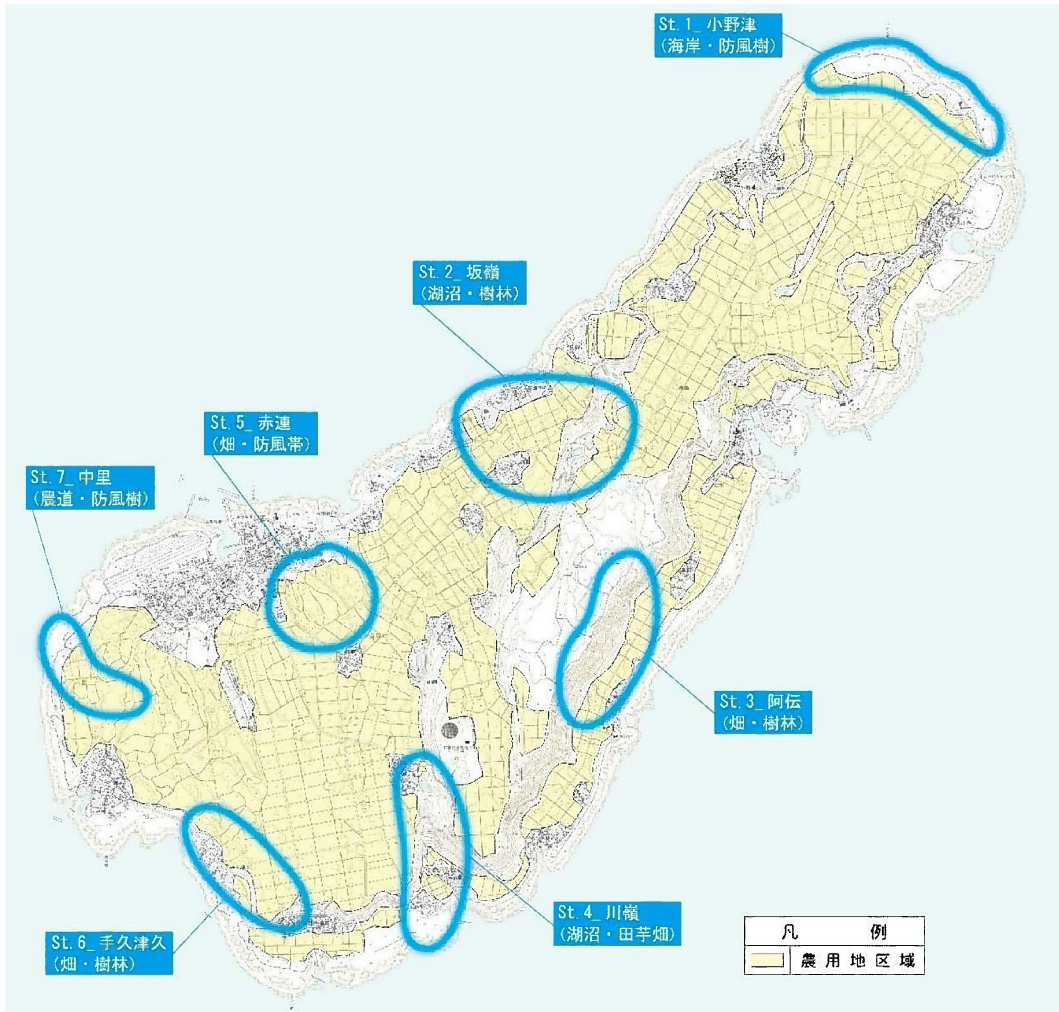 St.1_小野津
(海岸・防風樹)
St.2_坂嶺
(湖沼・樹林)
St.5_赤連
(畑・防風帯)
St.7_中里
(農道・防風樹)
St.3_阿伝
(畑・樹林)
St.4_川嶺
(湖沼・田芋畑)
St.6_手久津久
(畑・樹林)
凡例
農用地区域